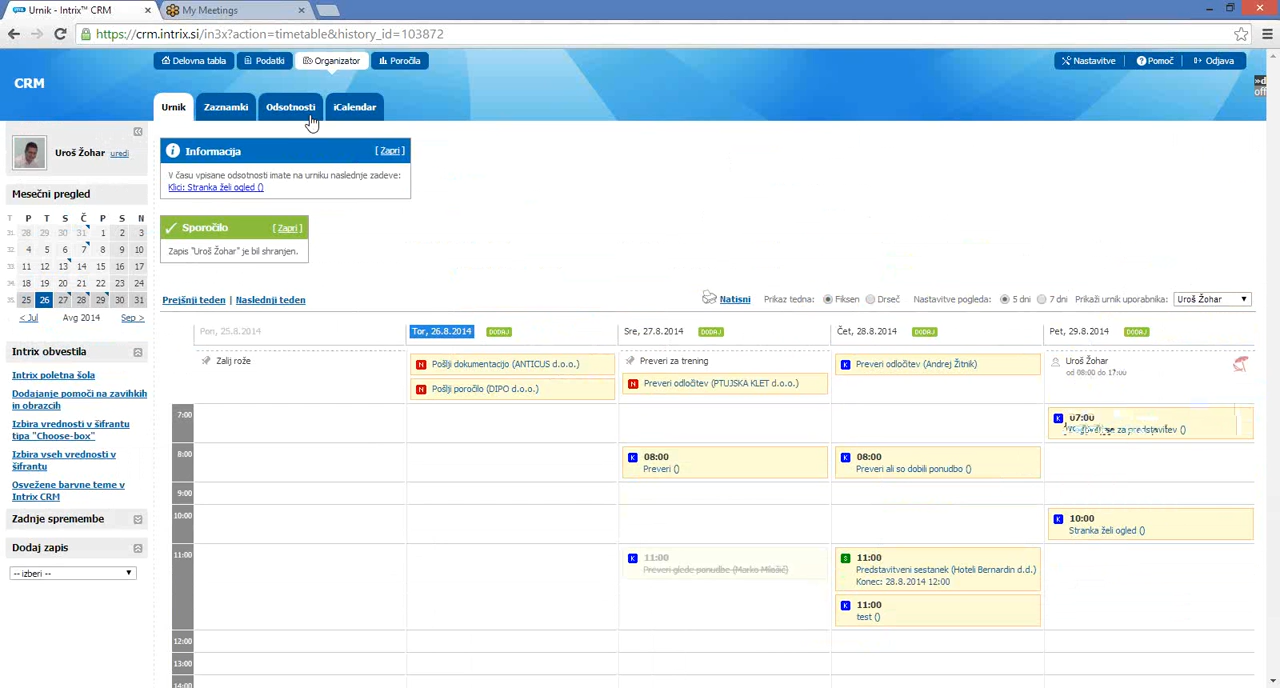 Urnik - Intrix™ CRM
My Meetings
https://crm.intrix.si/in3x?action=timetable&history_id=103872
Delovna tabla
Podatki
Organizator
Poročila
Nastavitve
Pomoč
Odjava
CRM
Urnik
Zaznamki
Odsotnosti
iCalendar
Uroš Žohar
uredi
Mesečni pregled
T P T S Č P S N
31. 28 29 30 31 1 2 3
32. 4 5 6 7 8 9 10
33. 11 12 13 14 15 16 17
34. 18 19 20 21 22 23 24
35. 25 26 27 28 29 30 31
< Jul Avg 2014 Sep >
Intrix obvestila
Intrix poletna šola
Dodajanje pomoči na zavihkih
in obrazcih
Izbira vrednosti v šifrantu
tipa "Choose-box"
Izbira vseh vrednosti v
šifrantu
Osvežene barvne teme v
Intrix CRM
Zadnje spremembe
Dodaj zapis
-- izberi --
Informacija
[ Zapri ]
V času vpisane odsotnosti imate na urniku naslednje zadeve:
Klici: Stranka želi ogled ()
Sporočilo
[ Zapri ]
Zapis "Uroš Žohar" je bil shranjen.
Prejšnji teden | Naslednji teden
Natisni
Prikaz tedna:
Fiksen
Drseč
Nastavitve pogleda:
5 dni
7 dni
Prikaži urnik uporabnika:
Uroš Žohar
Pon, 25.8.2014
Tor, 26.8.2014
DODAJ
Sre, 27.8.2014
DODAJ
Čet, 28.8.2014
DODAJ
Pet, 29.8.2014
DODAJ
Zalij rože
N Pošlji dokumentacijo (ANTICUS d.o.o.)
N Pošlji poročilo (DIPO d.o.o.)
Preveri za trening
N Preveri odločitev (PTUJSKA KLET d.o.o.)
K Preveri odločitev (Andrej Žitnik)
Uroš Žohar
od 08:00 do 17:00
7:00
K 07:00
za predstavitev ()
8:00
K 08:00
Preveri ()
K 08:00
Preveri ali so dobili ponudbo ()
9:00
10:00
K 10:00
Stranka želi ogled ()
11:00
K 11:00
Preveri glede ponudbe (Marko Milošič)
S 11:00
Predstavitveni sestanek (Hoteli Bernardin d.d.)
Konec: 28.8.2014 12:00
K 11:00
test ()
12:00
13:00
14:00